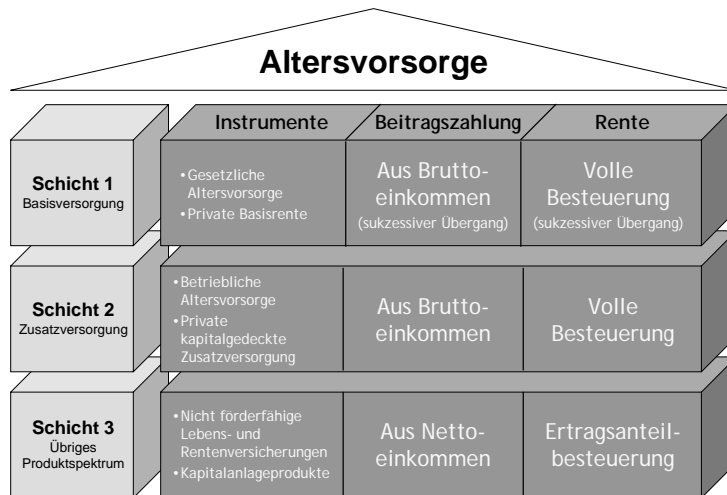 Altersvorsorge
Instrumente
Beitragszahlung
Rente
Schicht 1
Basisversorgung
• Gesetzliche
Altersvorsorge
• Private Basisrente
Aus Brutto-
einkommen
(sukzessiver Übergang)
Volle
Besteuerung
(sukzessiver Übergang)
Schicht 2
Zusatzversorgung
• Betriebliche
Altersvorsorge
• Private
kapitalgedeckte
Zusatzversorgung
Aus Brutto-
einkommen
Volle
Besteuerung
Schicht 3
Übriges
Produktspektrum
• Nicht förderfähige
Lebens- und
Rentenversicherungen
• Kapitalanlageprodukte
Aus Netto-
einkommen
Ertragsanteil-
besteuerung